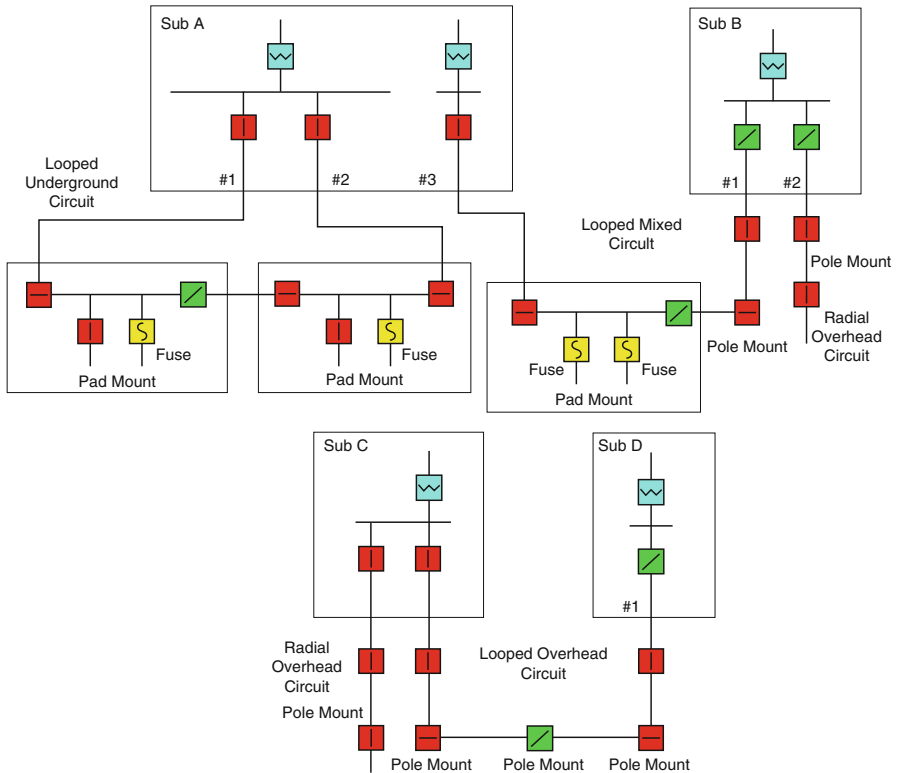 Sub A
Sub B
Looped
Underground
Circuit
#1
#2
#3
#1
#2
Looped Mixed
Circult
Pole Mount
Radial
Overhead
Circuit
Pole Mount
Fuse
Pad Mount
Fuse
Pad Mount
Fuse
Fuse
Pad Mount
Sub C
Sub D
#1
Radial
Overhead
Circuit
Looped Overhead
Circuit
Pole Mount
Pole Mount
Pole Mount
Pole Mount